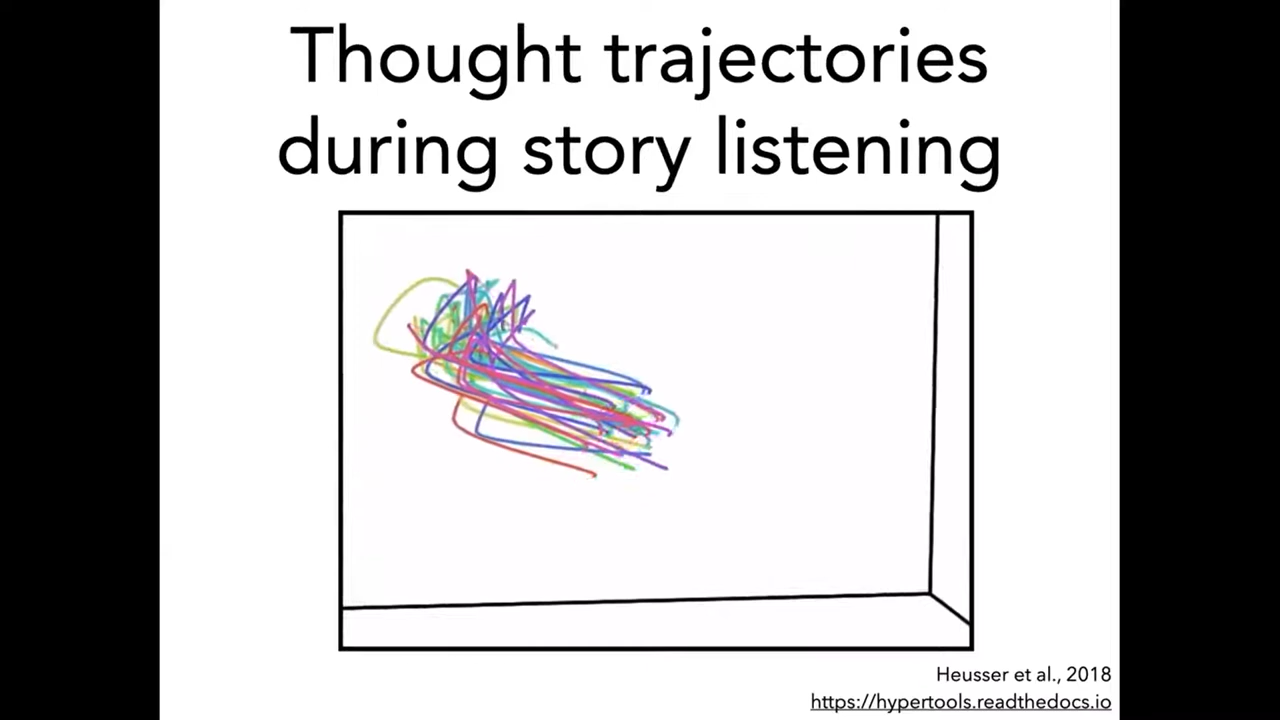 Thought trajectories
during story listening
Heusser et al., 2018
https://hypertools.readthedocs.io